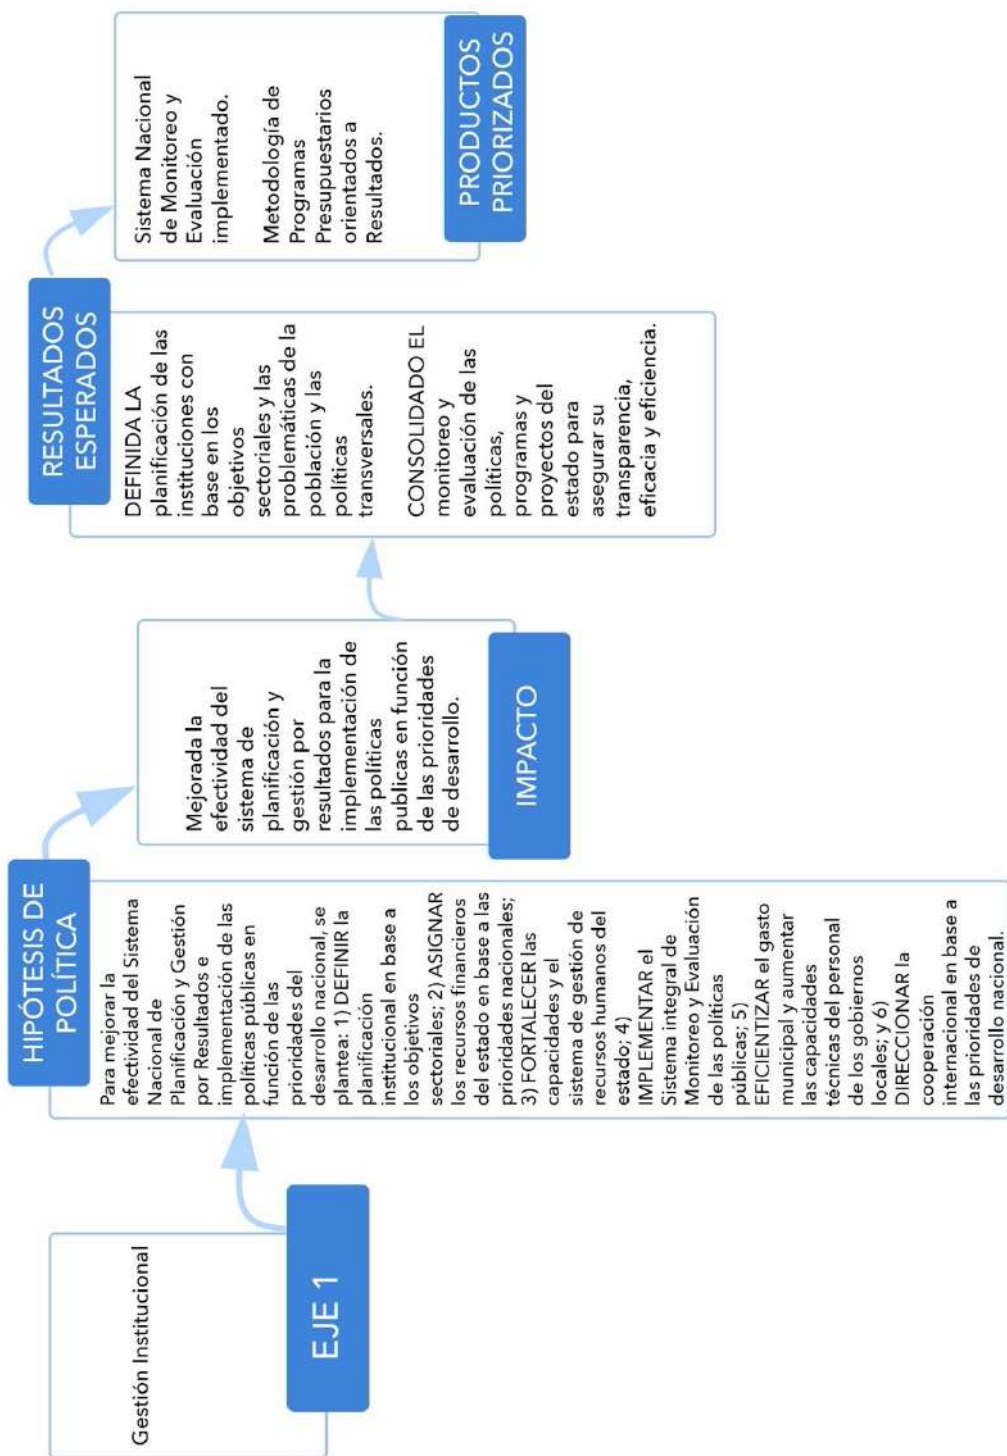 Gestión Institucional
EJE 1
HIPÓTESIS DE
POLÍTICA
Para mejorar la
efectividad del Sistema
Nacional de
Planificación y Gestión
por Resultados e
implementación de las
políticas públicas en
función de las
prioridades del
desarrollo nacional, se
plantea: 1) DEFINIR la
planificación
institucional en base a
los objetivos
sectoriales; 2) ASIGNAR
los recursos financieros
del estado en base a las
prioridades nacionales;
3) FORTALECER las
capacidades y el
sistema de gestión de
recursos humanos del
estado; 4)
IMPLEMENTAR el
Sistema integral de
Monitoreo y Evaluación
de las políticas
públicas; 5)
EFICIENTIZAR el gasto
municipal y aumentar
las capacidades
técnicas del personal
de los gobiernos
locales; y 6)
DIRECCIONAR la
cooperación
internacional en base a
las prioridades de
desarrollo nacional.
Mejorada la
efectividad del
sistema de
planificación y
gestión por
resultados para la
implementación de
las políticas
publicas en función
de las prioridades
de desarrollo.
IMPACTO
RESULTADOS
ESPERADOS
DEFINIDA LA
planificación de las
instituciones con
base en los
objetivos
sectoriales y las
problemáticas de la
población y las
políticas
transversales.
CONSOLIDADO EL
monitoreo y
evaluación de las
políticas,
programas y
proyectos del
estado para
asegurar su
transparencia,
eficacia y eficiencia.
Sistema Nacional
de Monitoreo y
Evaluación
implementado.
Metodología de
Programas
Presupuestarios
orientados a
Resultados.
PRODUCTOS
PRIORIZADOS